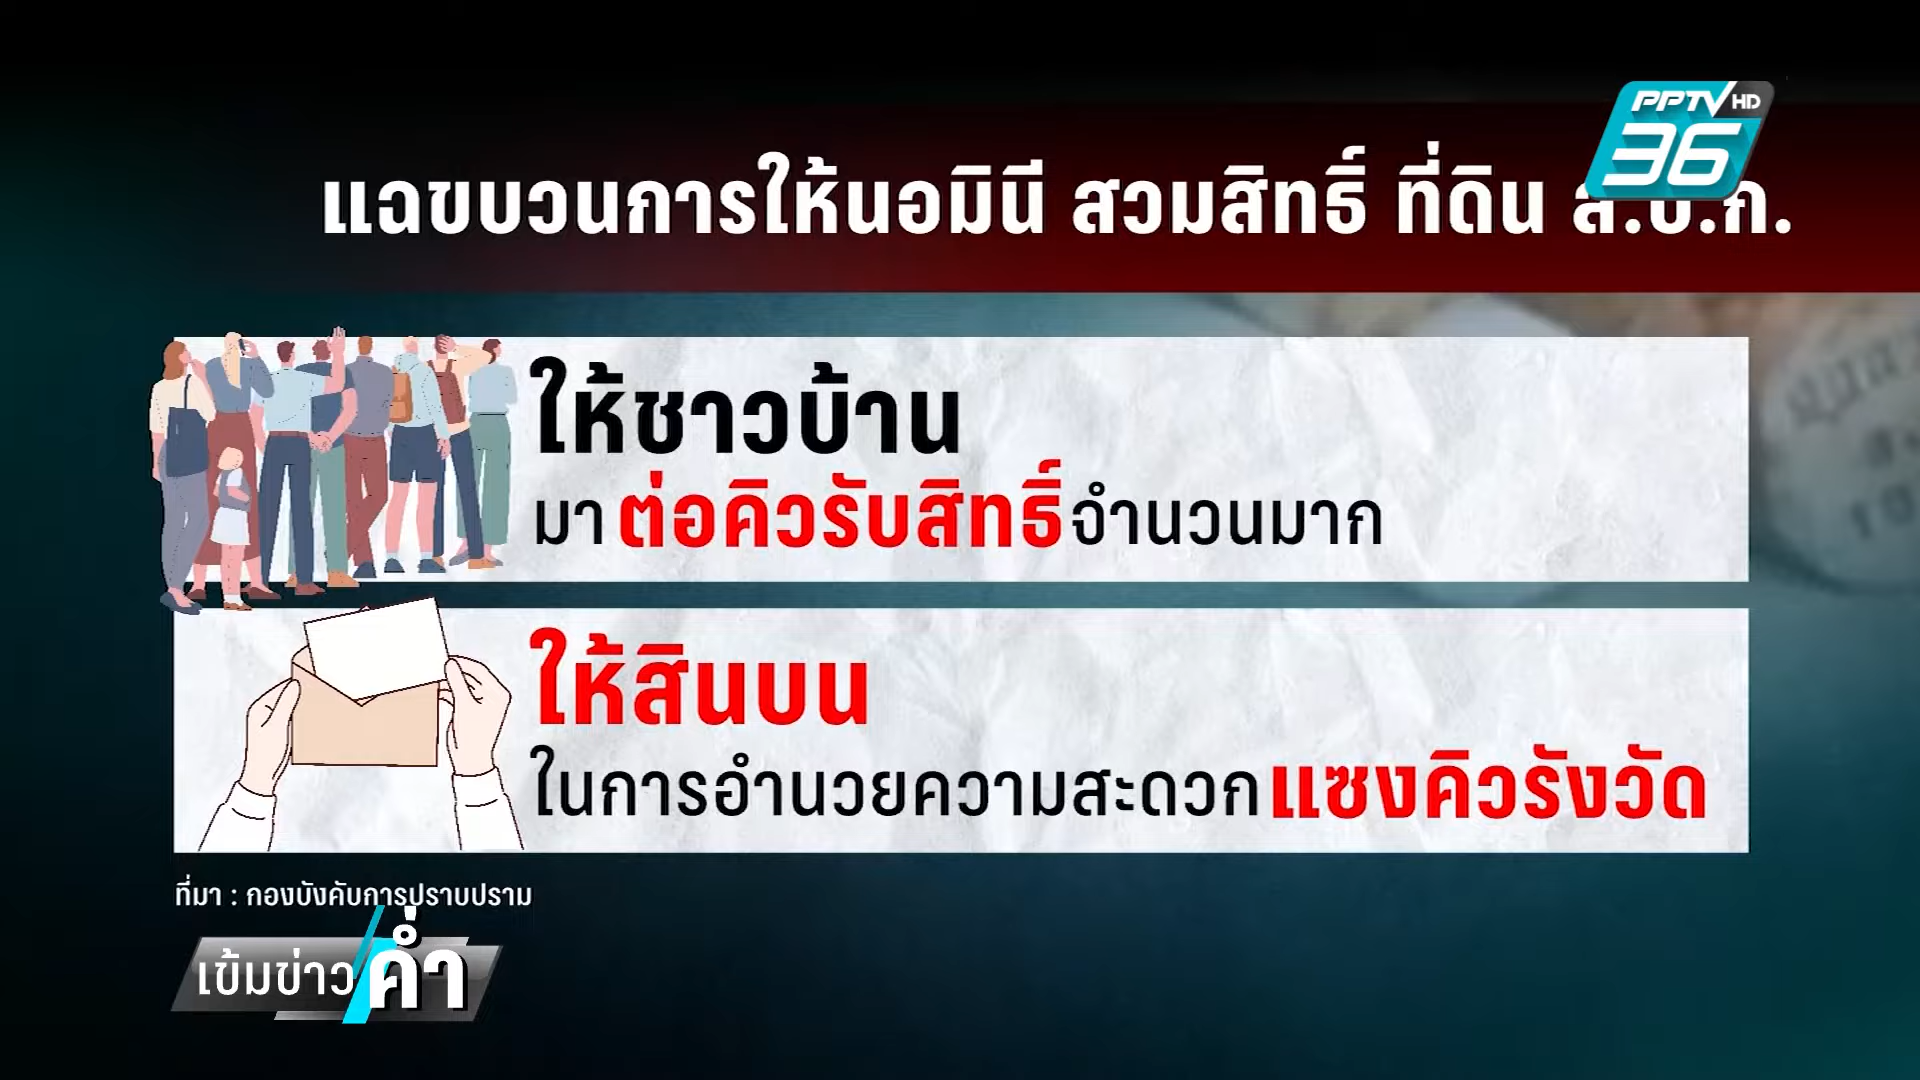 PPTV HD
36
แฉขบวนการให้นอมินี สวมสิทธิ์ ที่ดิน ส.ป.ก.
ให้ชาวบ้าน
มา ต่อคิวรับสิทธิ์ จำนวนมาก
ให้สินบน
ในการอำนวยความสะดวก แซงคิวรังวัด
ที่มา : กองบังคับการปราบปราม
เข้มข่าวค่ำ